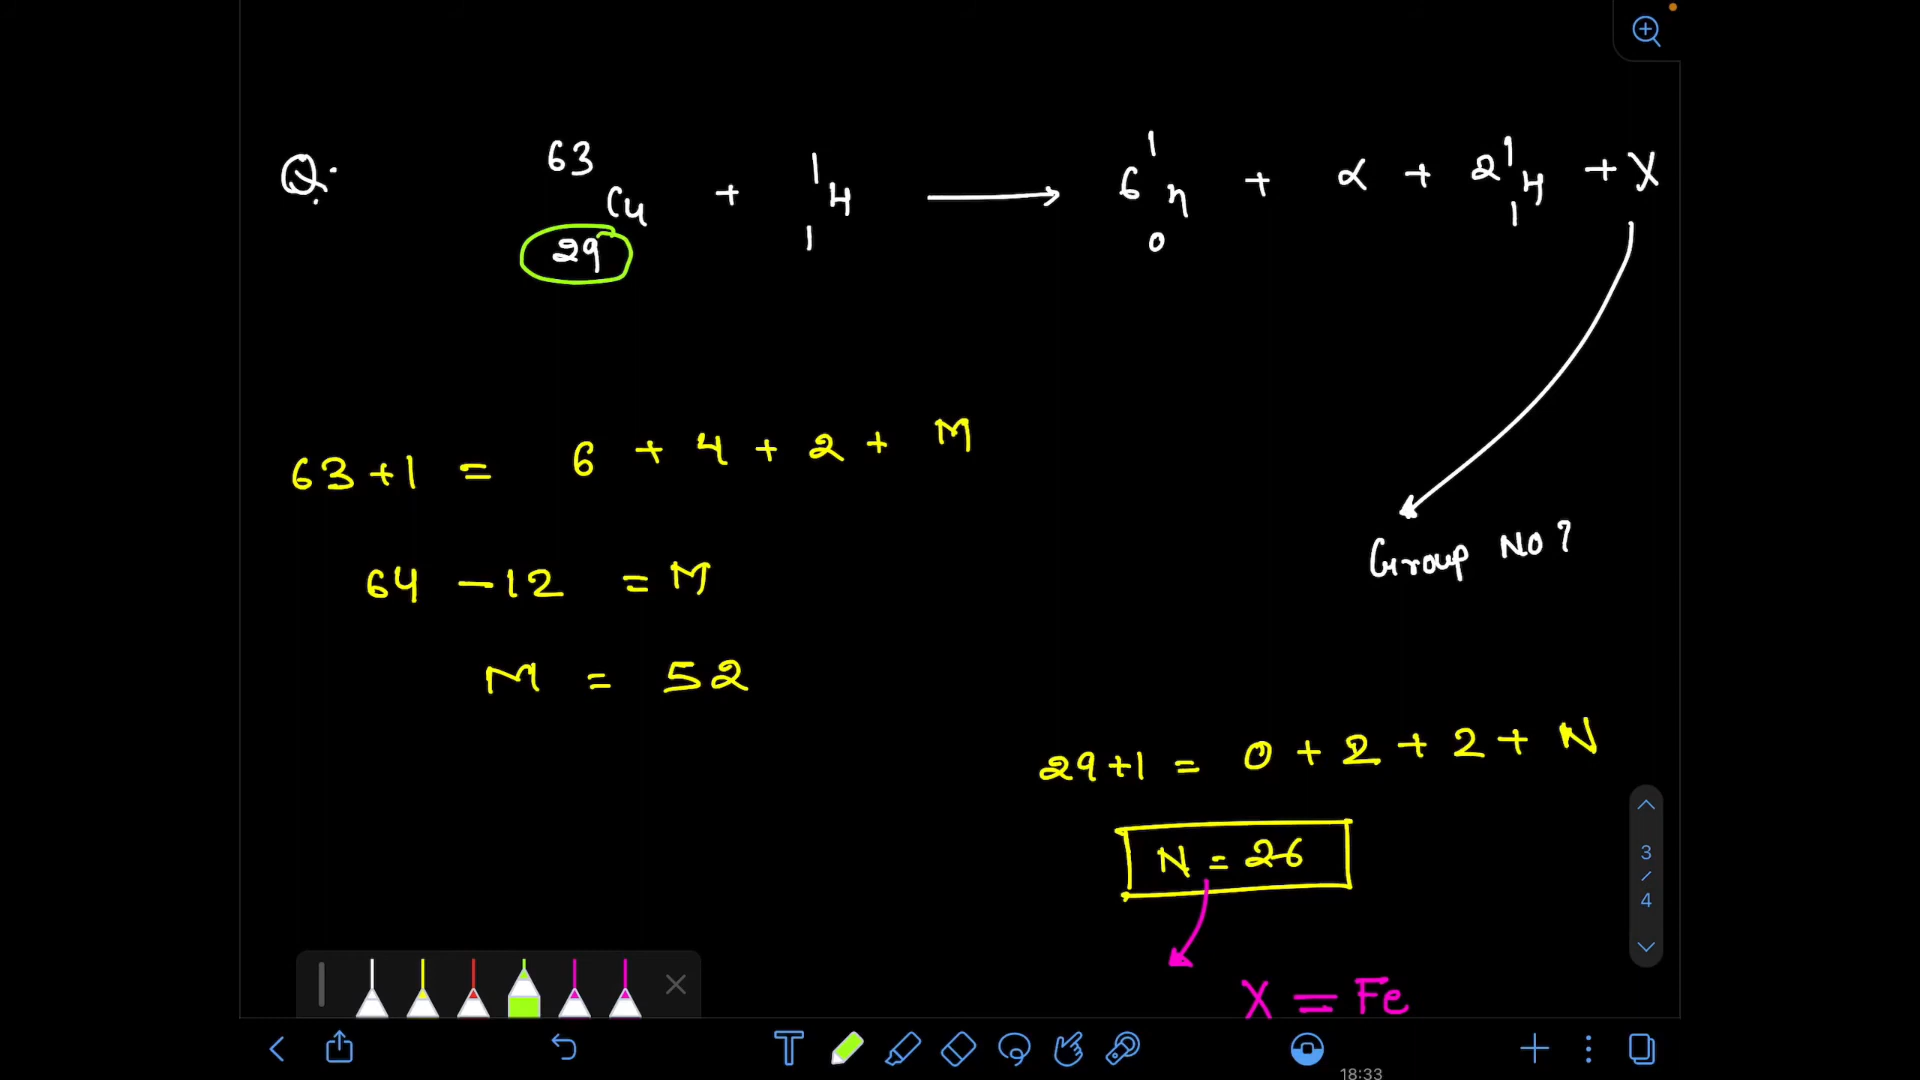 Q: 63 29 Cu + 1 1 H ⟶ 6 1 0 n + α + 2 1 1 H + X
63 + 1 = 6 + 4 + 2 + M
Group No ?
64 - 12 = M
M = 52
29 + 1 = 0 + 2 + 2 + N
N = 26
X = Fe
3
/
4
T
18:33